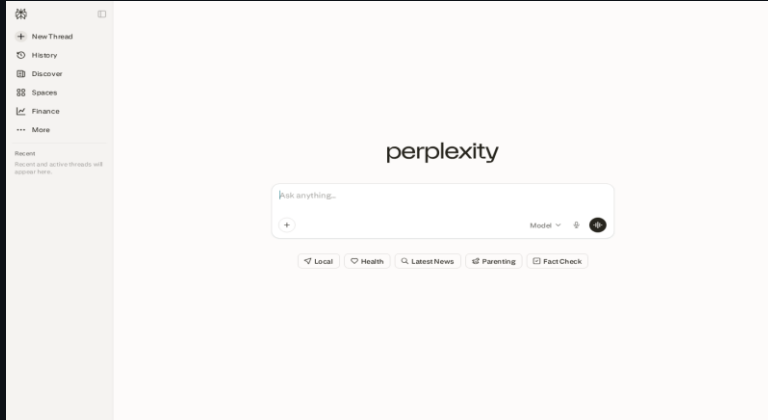 New Thread
History
Discover
Spaces
Finance
More
Recent
Recent and active threads will
appear here.
perplexity
Ask anything...
Model
Local
Health
Latest News
Parenting
Fact Check